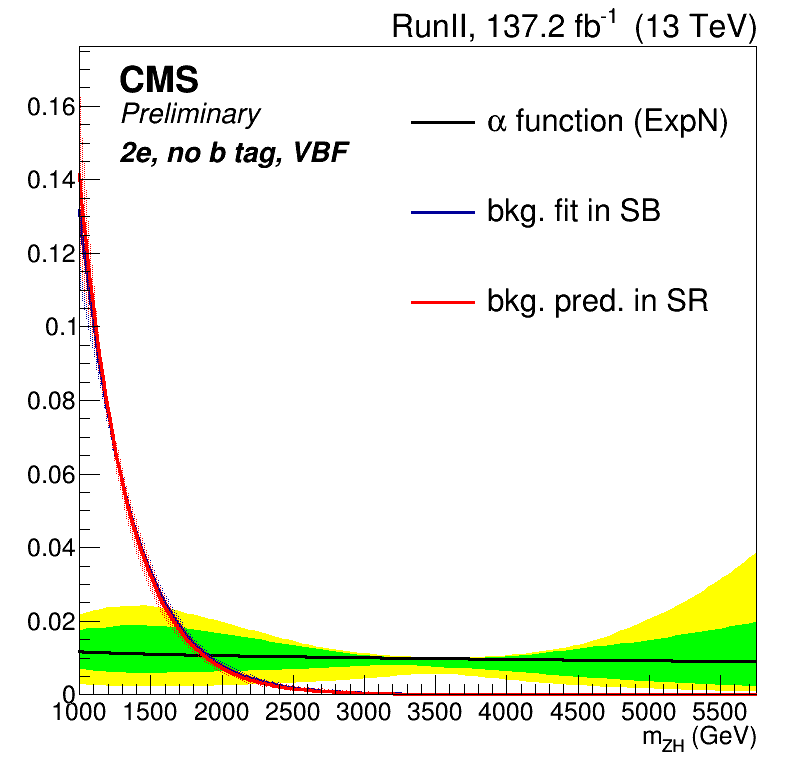 RunII, 137.2 fb⁻¹ (13 TeV)
CMS
Preliminary
2e, no b tag, VBF
α function (ExpN)
bkg. fit in SB
bkg. pred. in SR
0.16
0.14
0.12
0.1
0.08
0.06
0.04
0.02
0
1000 1500 2000 2500 3000 3500 4000 4500 5000 5500
m_ZH (GeV)